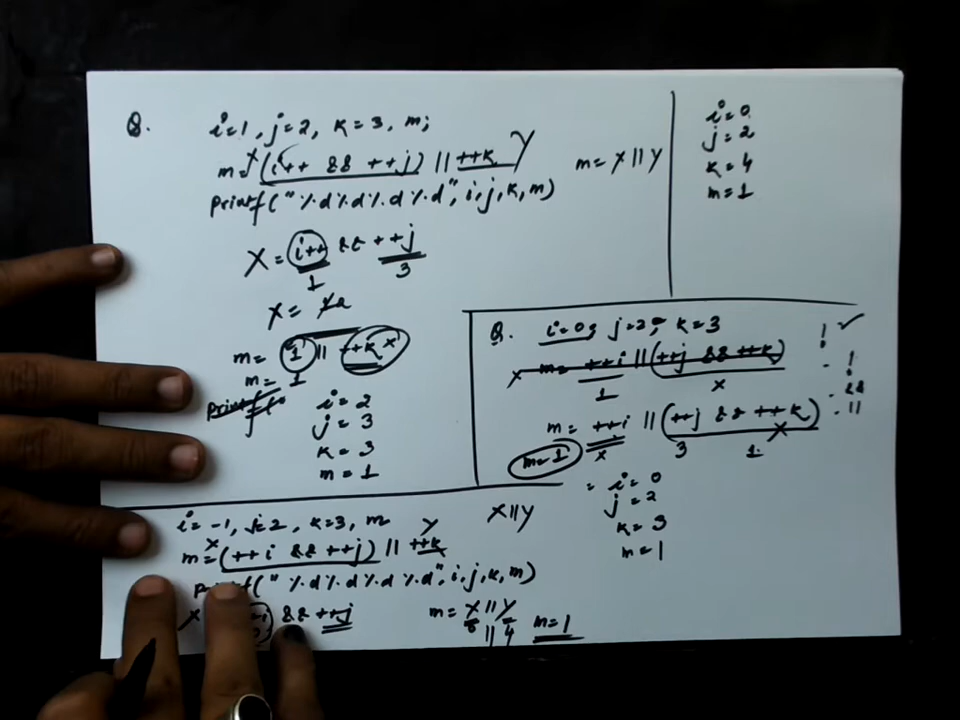 Q. i=1, j=2, k=3, m;
m= (i++ && ++j) || ++k
X
Y
m= X || Y
printf("%d%d%d%d", i,j,k,m)
X = i++ && ++j
1
3
X =
m= 1 || ++k X
m= 1
i=2
j=3
k=3
m=1
i=0
j=2
k=4
m=1
Q. i=0, j=2, k=3
m= ++i || (++j && ++k)
X
1
X
m= ++i || (++j && ++k)
X
3
1
m=1
= i=0
j=2
k=3
m=1
!
- !
- &&
- ||
i=-1, j=2, k=3, m
X
Y
X||Y
m= (++i && ++j) || ++k
("%d%d%d%d", i,j,k,m)
X
&& ++j
m= X || Y
|| 4
m=1